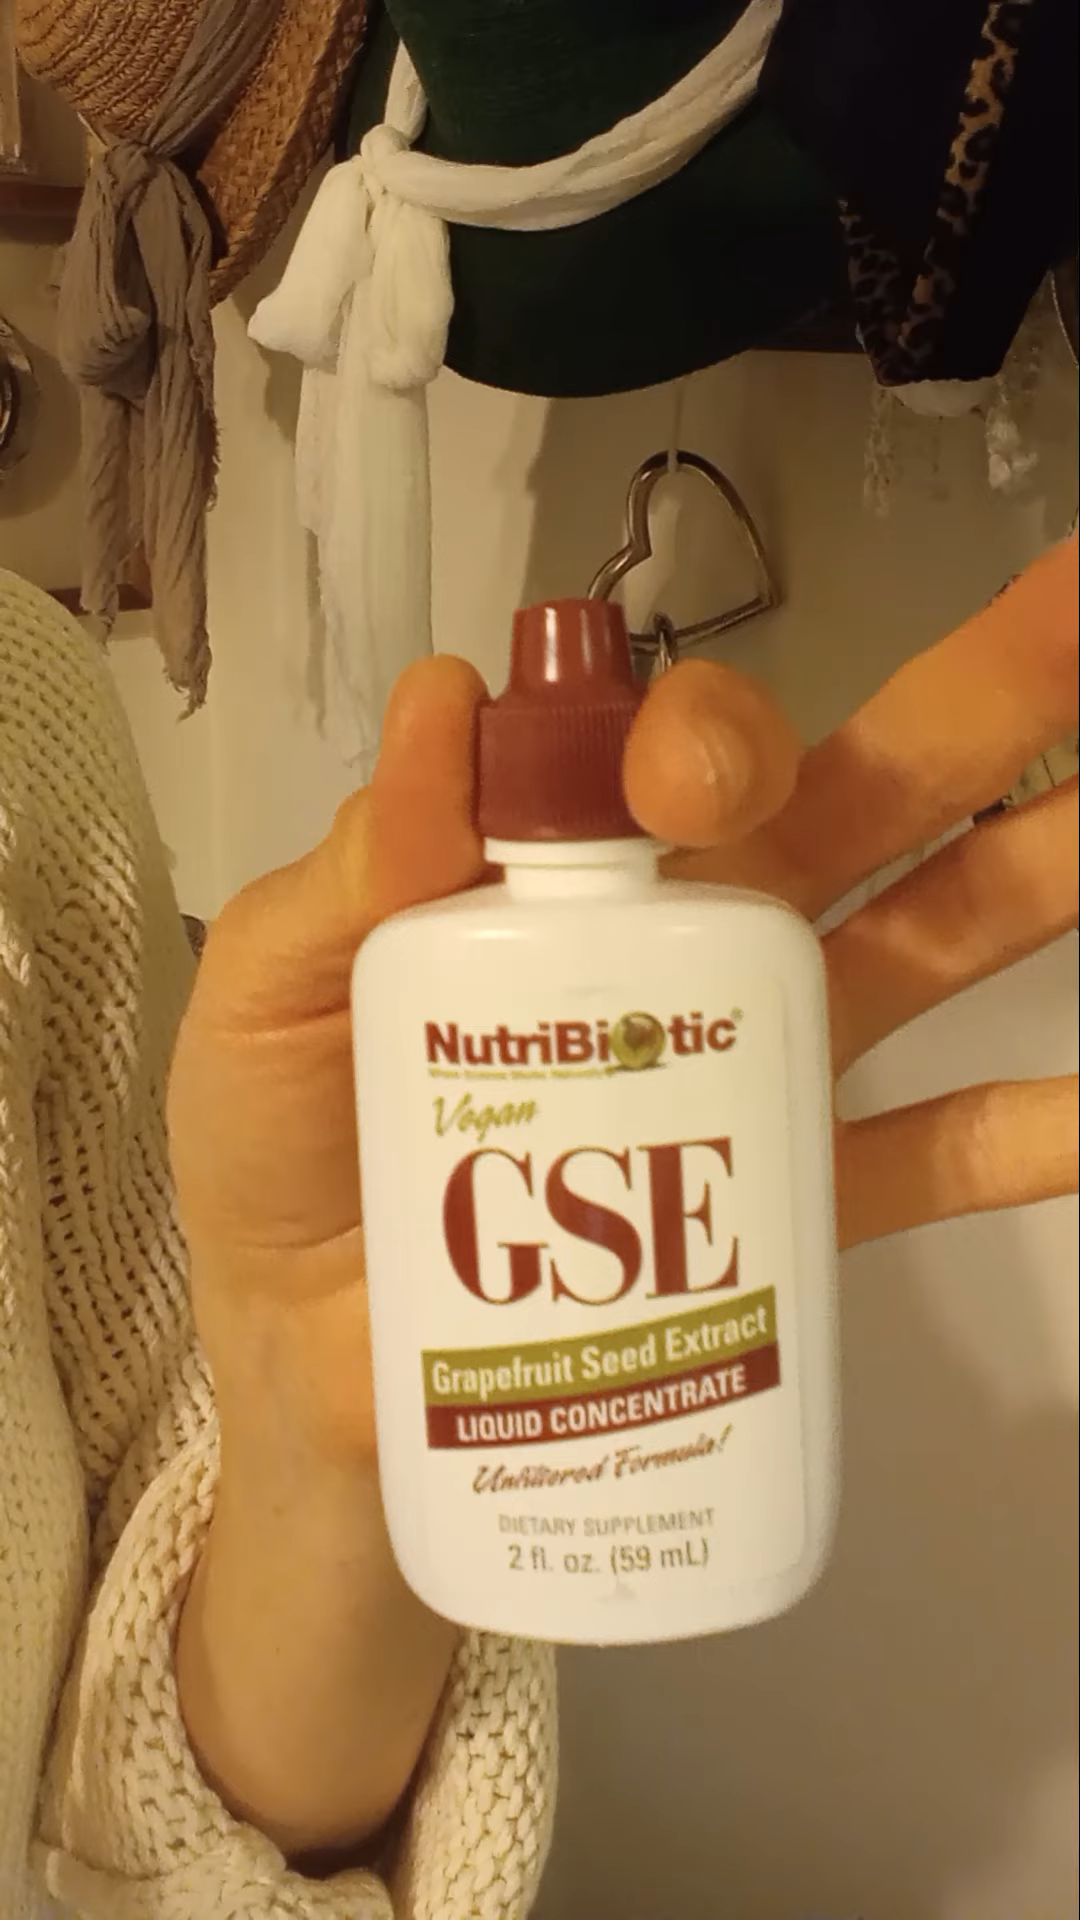 NutriBiotic®
Vegan
GSE
Grapefruit Seed Extract
LIQUID CONCENTRATE
Unfiltered Formula!
DIETARY SUPPLEMENT
2 fl. oz. (59 mL)